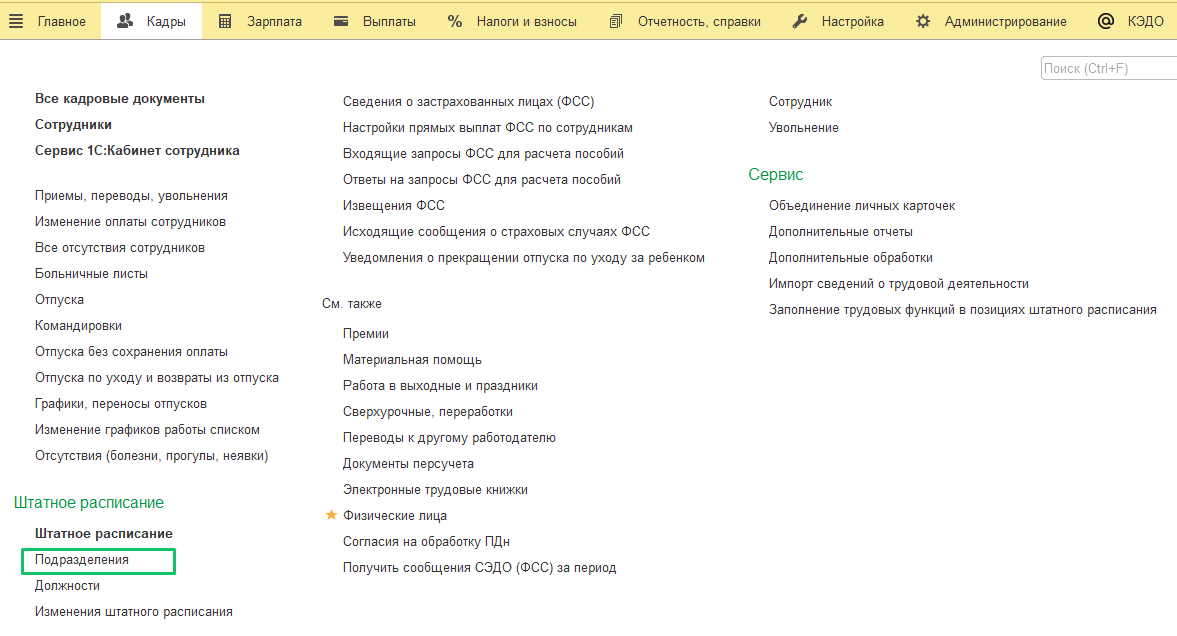 Главное Кадры Зарплата Выплаты Налоги и взносы Отчетность, справки Настройка Администрирование КЭДО
Поиск (Ctrl+F)
Все кадровые документы
Сотрудники
Сервис 1С:Кабинет сотрудника
Приемы, переводы, увольнения
Изменение оплаты сотрудников
Все отсутствия сотрудников
Больничные листы
Отпуска
Командировки
Отпуска без сохранения оплаты
Отпуска по уходу и возвраты из отпуска
Графики, переносы отпусков
Изменение графиков работы списком
Отсутствия (болезни, прогулы, неявки)
Штатное расписание
Штатное расписание
Подразделения
Должности
Изменения штатного расписания
Сведения о застрахованных лицах (ФСС)
Настройки прямых выплат ФСС по сотрудникам
Входящие запросы ФСС для расчета пособий
Ответы на запросы ФСС для расчета пособий
Извещения ФСС
Исходящие сообщения о страховых случаях ФСС
Уведомления о прекращении отпуска по уходу за ребенком
См. также
Премии
Материальная помощь
Работа в выходные и праздники
Сверхурочные, переработки
Переводы к другому работодателю
Документы персучета
Электронные трудовые книжки
Физические лица
Согласия на обработку ПДн
Получить сообщения СЭДО (ФСС) за период
Сотрудник
Увольнение
Сервис
Объединение личных карточек
Дополнительные отчеты
Дополнительные обработки
Импорт сведений о трудовой деятельности
Заполнение трудовых функций в позициях штатного расписания